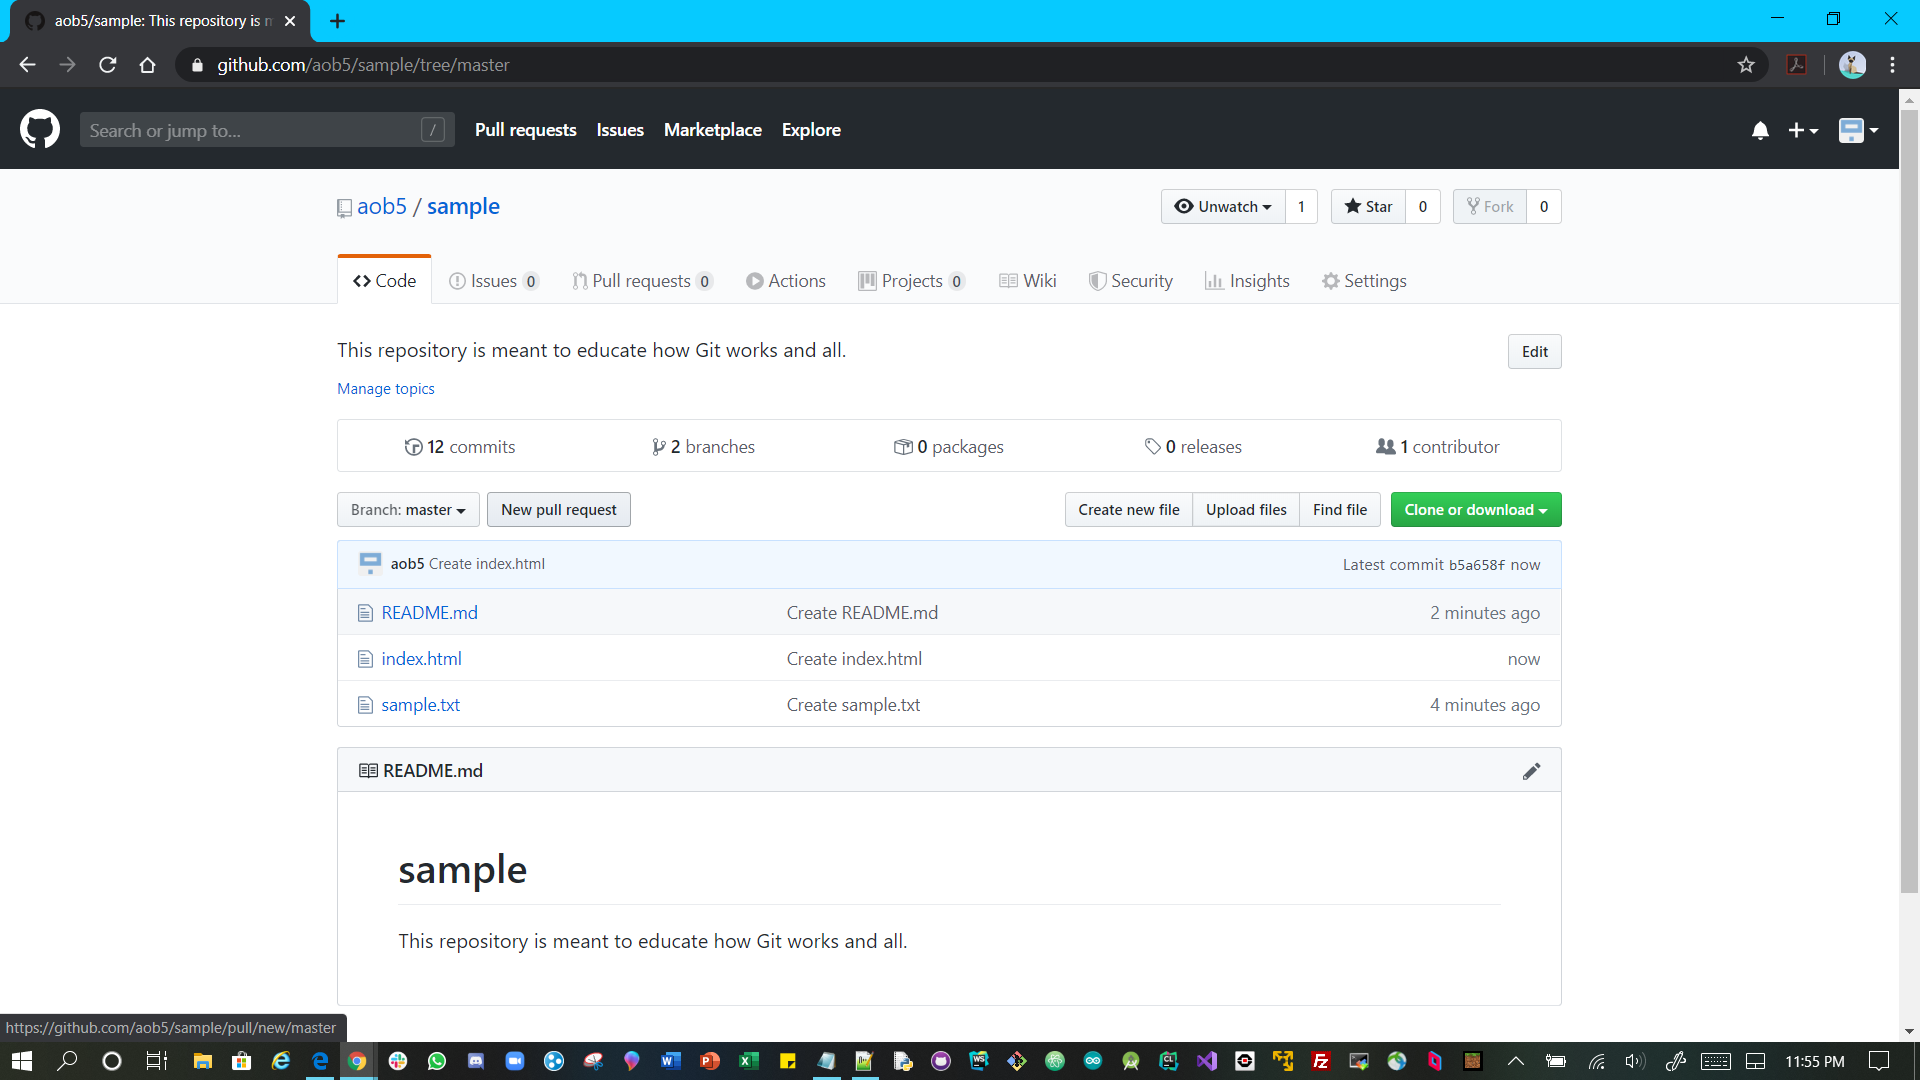 aob5/sample: This repository is m
github.com/aob5/sample/tree/master
Search or jump to...
/
Pull requests
Issues
Marketplace
Explore
aob5 / sample
Unwatch 1
Star 0
Fork 0
Code
Issues 0
Pull requests 0
Actions
Projects 0
Wiki
Security
Insights
Settings
This repository is meant to educate how Git works and all.
Edit
Manage topics
12 commits
2 branches
0 packages
0 releases
1 contributor
Branch: master
New pull request
Create new file
Upload files
Find file
Clone or download
aob5 Create index.html
Latest commit b5a658f now
README.md
Create README.md
2 minutes ago
index.html
Create index.html
now
sample.txt
Create sample.txt
4 minutes ago
README.md
sample
This repository is meant to educate how Git works and all.
https://github.com/aob5/sample/pull/new/master
11:55 PM